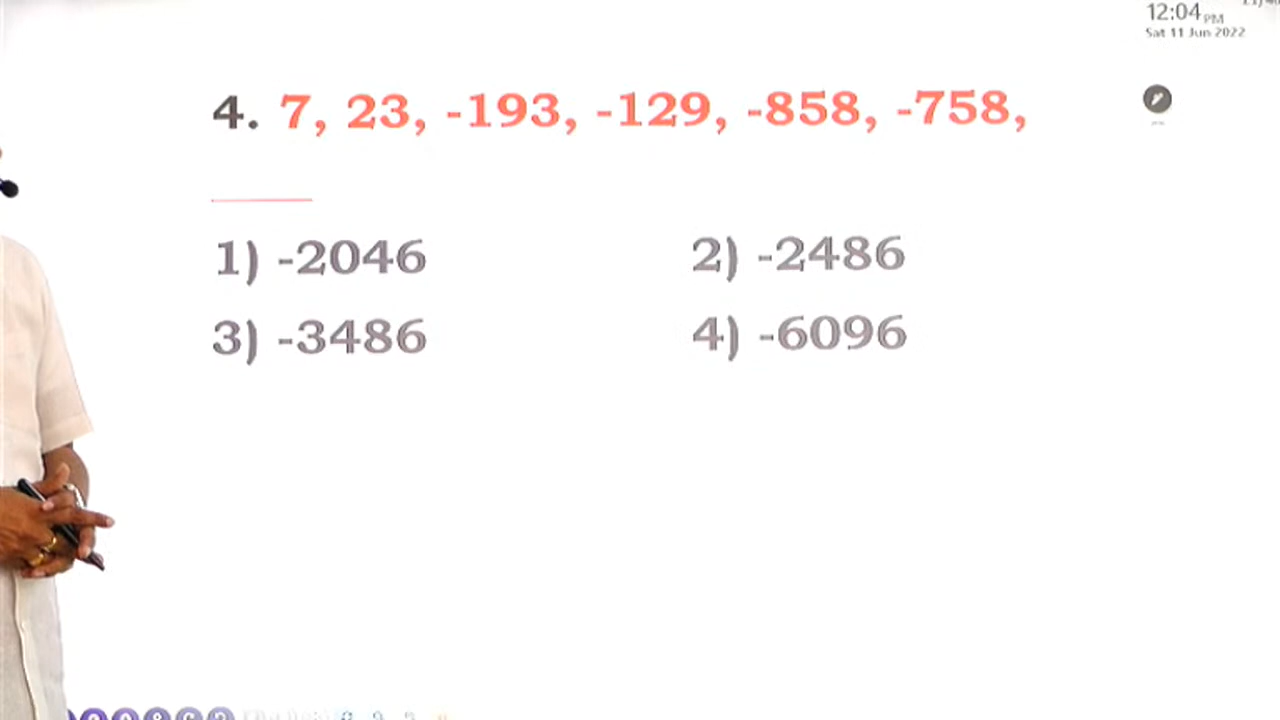 12:04 PM
Sat 11 Jun 2022
4. 7, 23, -193, -129, -858, -758,
______
1) -2046 2) -2486
3) -3486 4) -6096